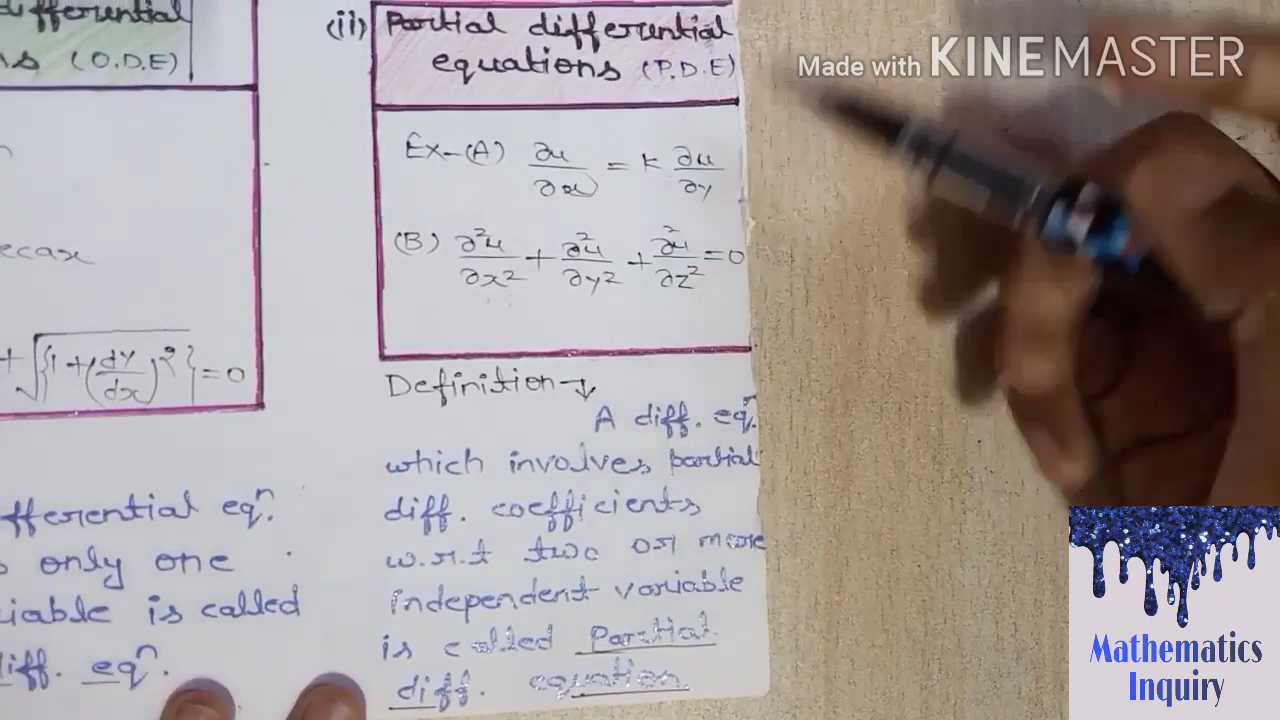 differential
(O.D.E)
ecax
+ √{1+(dy/dx)²} = 0
fferential eqⁿ.
only one
iable is called
diff. eqⁿ.
(ii) Partial differential
equations (P.D.E)
Ex-(A) ∂u/∂x = K ∂u/∂y
(B) ∂²u/∂x² + ∂²u/∂y² + ∂²u/∂z² = 0
Definition →
A diff. eqⁿ.
which involves partial
diff. coefficients
w.r.t two or more
independent variable
is called Partial
diff. equation
Made with KINEMASTER
Mathematics
Inquiry